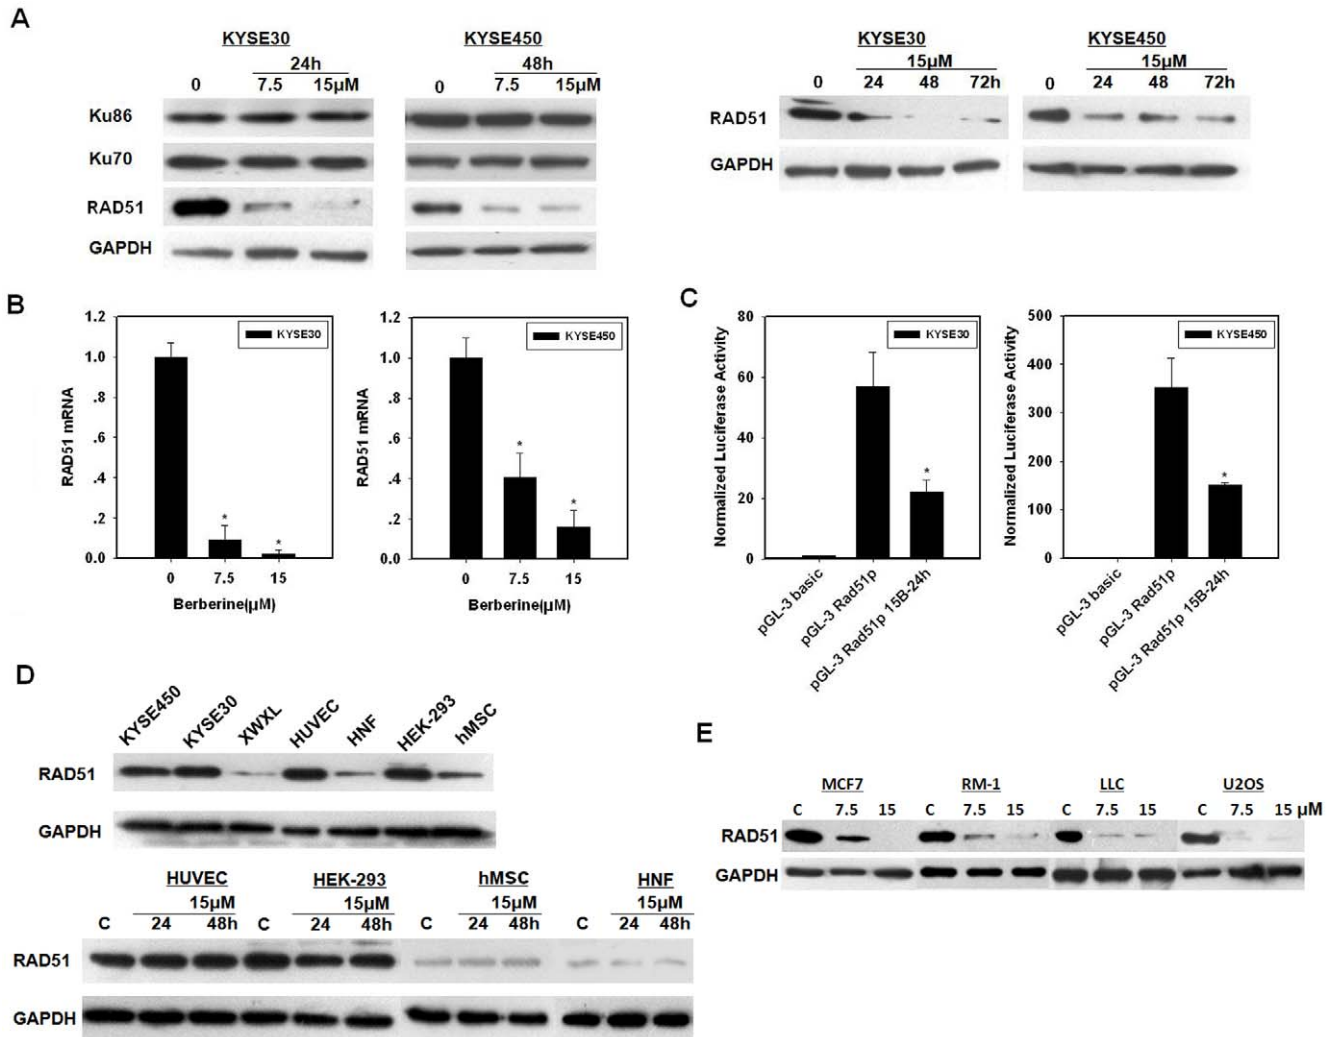 A
KYSE30 KYSE450
24h 48h
0 7.5 15μM 0 7.5 15μM
Ku86
Ku70
RAD51
GAPDH
KYSE30 KYSE450
15μM 15μM
0 24 48 72h 0 24 48 72h
RAD51
GAPDH
B
1.2
1.0
.8
.6
.4
.2
0.0
RAD51 mRNA
KYSE30
*
*
0 7.5 15
Berberine(μM)
1.2
1.0
.8
.6
.4
.2
0.0
RAD51 mRNA
KYSE450
*
*
0 7.5 15
Berberine(μM)
C
80
60
40
20
0
Normalized Luciferase Activity
KYSE30
*
pGL-3 basic
pGL-3 Rad51p
pGL-3 Rad51p 15B-24h
500
400
300
200
100
0
Normalized Luciferase Activity
KYSE450
*
pGL-3 basic
pGL-3 Rad51p
pGL-3 Rad51p 15B-24h
D
KYSE450 KYSE30 XWXL HUVEC HNF HEK-293 hMSC
RAD51
GAPDH
HUVEC HEK-293 hMSC HNF
15μM 15μM 15μM 15μM
C 24 48h C 24 48h C 24 48h C 24 48h
RAD51
GAPDH
E
MCF7 RM-1 LLC U2OS
C 7.5 15 C 7.5 15 C 7.5 15 C 7.5 15 μM
RAD51
GAPDH